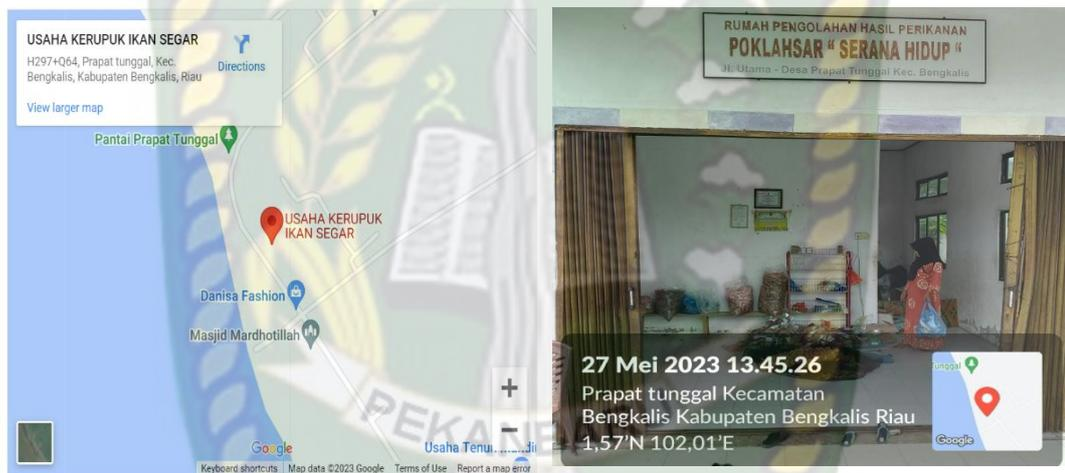 USAHA KERUPUK IKAN SEGAR
H297+Q64, Prapat tunggal, Kec.
Bengkalis, Kabupaten Bengkalis, Riau
Directions
View larger map
Pantai Prapat Tunggal
USAHA KERUPUK
IKAN SEGAR
Danisa Fashion
Masjid Mardhotillah
Google
Keyboard shortcuts
Map data ©2023 Google
Terms of Use
Report a map error
RUMAH PENGOLAHAN HASIL PERIKANAN
POKLAHSAR “ SERANA HIDUP “
Jl. Utama - Desa Prapat Tunggal Kec. Bengkalis
27 Mei 2023 13.45.26
Prapat tunggal Kecamatan
Bengkalis Kabupaten Bengkalis Riau
1,57'N 102,01'E
Google